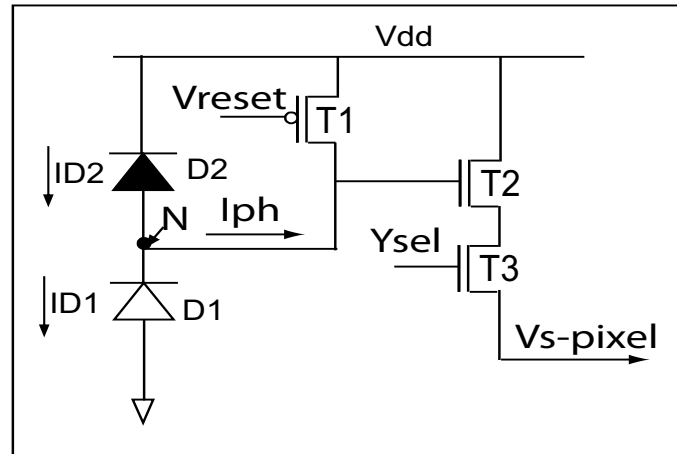 Vdd
Vreset
T1
ID2
D2
T2
N
Iph
Ysel
T3
ID1
D1
Vs-pixel